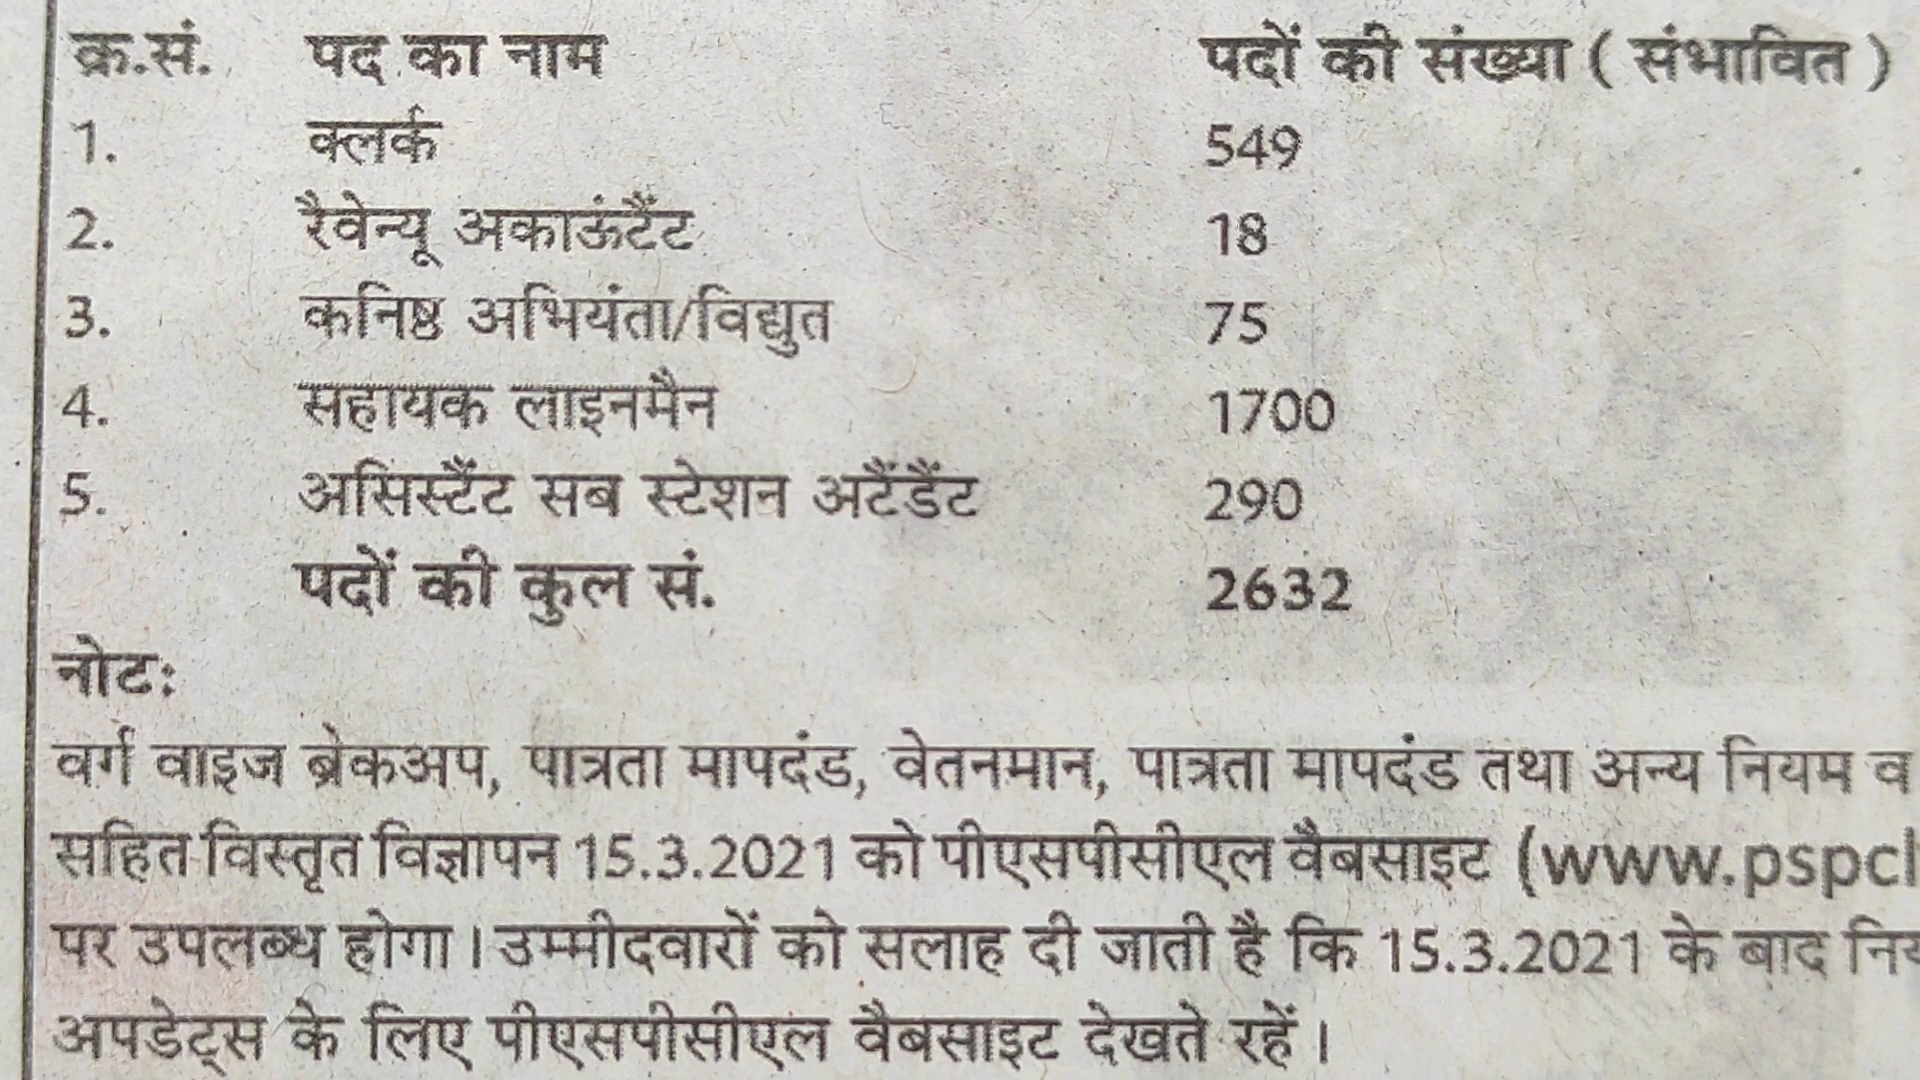 क्र.सं. पद का नाम पदों की संख्या ( संभावित )
1. क्लर्क 549
2. रैवेन्यू अकाऊंटैंट 18
3. कनिष्ठ अभियंता/विद्युत 75
4. सहायक लाइनमैन 1700
5. असिस्टैंट सब स्टेशन अटैंडैंट 290
पदों की कुल सं. 2632
नोटः
वर्ग वाइज ब्रेकअप, पात्रता मापदंड, वेतनमान, पात्रता मापदंड तथा अन्य नियम व
सहित विस्तृत विज्ञापन 15.3.2021 को पीएसपीसीएल वैबसाइट (www.pspcl
पर उपलब्ध होगा। उम्मीदवारों को सलाह दी जाती है कि 15.3.2021 के बाद
अपडेट्स के लिए पीएसपीसीएल वैबसाइट देखते रहें।